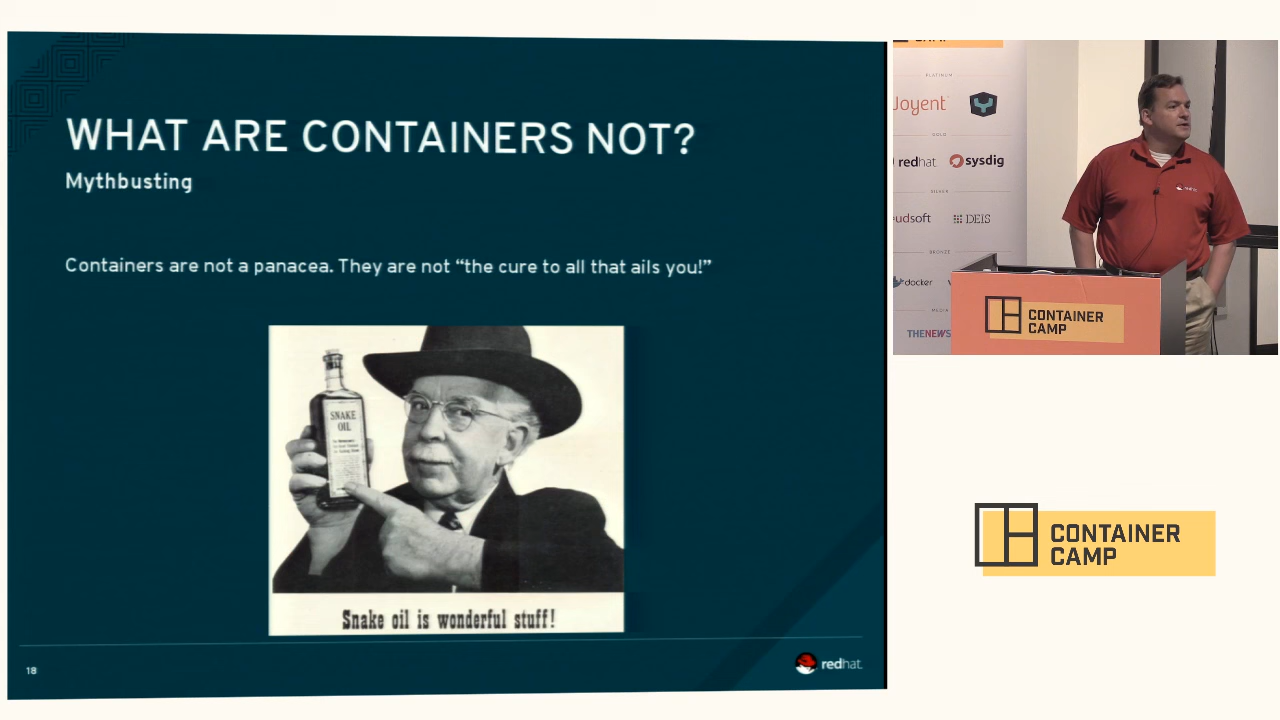 WHAT ARE CONTAINERS NOT?
Mythbusting
Containers are not a panacea. They are not “the cure to all that ails you!”
SNAKE
OIL
Snake oil is wonderful stuff!
18
redhat.
CAMP
PLATINUM
Joyent
GOLD
redhat.
sysdig
SILVER
udsoft
DEIS
BRONZE
docker
MEDIA
THENEWS
redhat
CONTAINER
CAMP
CONTAINER
CAMP